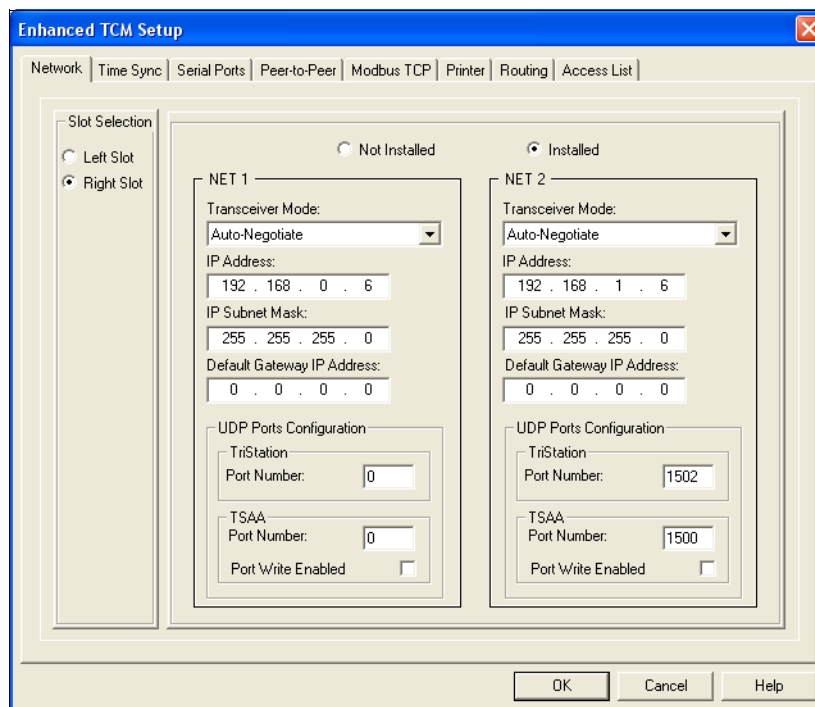 Enhanced TCM Setup
Network Time Sync Serial Ports Peer-to-Peer Modbus TCP Printer Routing Access List
Slot Selection
Left Slot
Right Slot
Not Installed Installed
NET 1
Transceiver Mode:
Auto-Negotiate
IP Address:
192 . 168 . 0 . 6
IP Subnet Mask:
255 . 255 . 255 . 0
Default Gateway IP Address:
0 . 0 . 0 . 0
UDP Ports Configuration
TriStation
Port Number: 0
TSAA
Port Number: 0
Port Write Enabled
NET 2
Transceiver Mode:
Auto-Negotiate
IP Address:
192 . 168 . 1 . 6
IP Subnet Mask:
255 . 255 . 255 . 0
Default Gateway IP Address:
0 . 0 . 0 . 0
UDP Ports Configuration
TriStation
Port Number: 1502
TSAA
Port Number: 1500
Port Write Enabled
OK Cancel Help